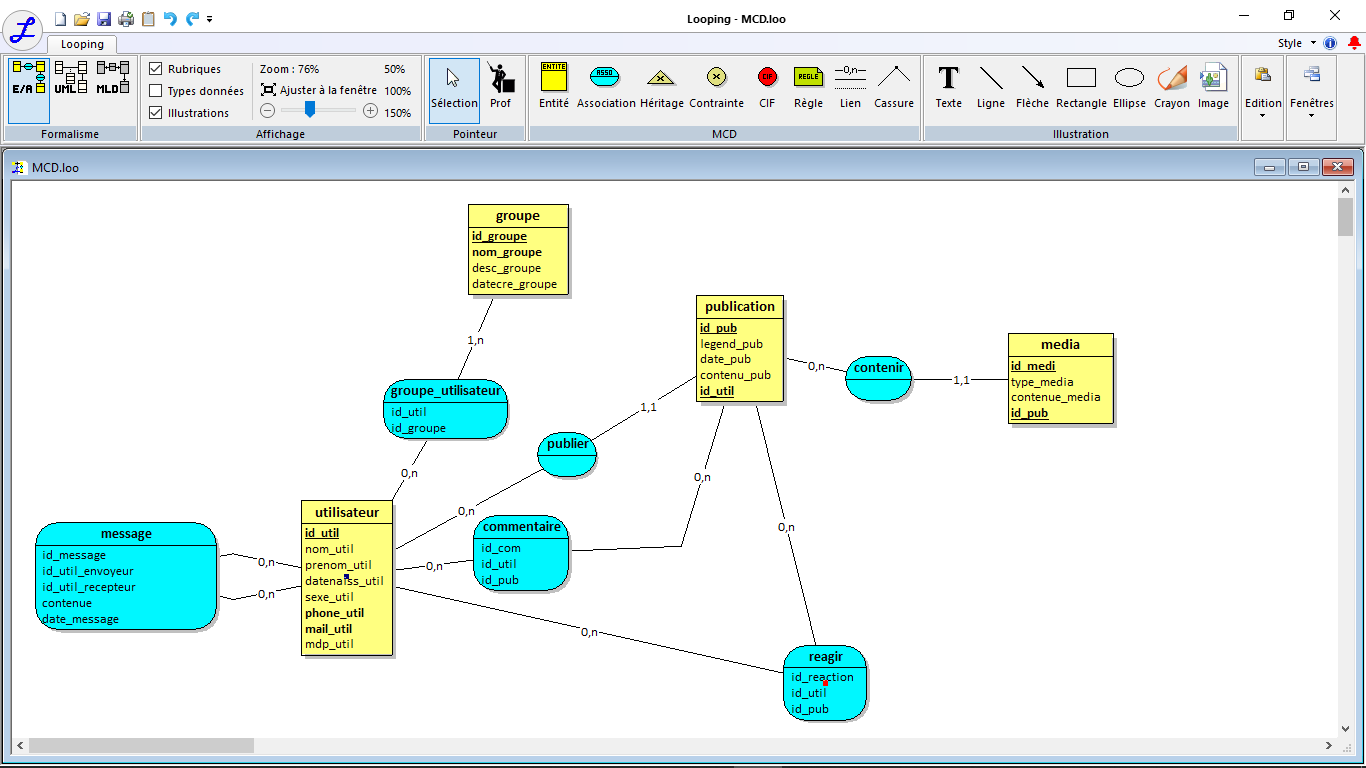 Looping - MCD.loo
Looping
Style
E/A
UML
MLD
Formalisme
Rubriques
Types données
Illustrations
Zoom : 76%
50%
Ajuster à la fenêtre
100%
150%
Affichage
Sélection
Prof
Pointeur
ENTITE
Entité
ASSO
Association
Héritage
Contrainte
CIF
CIF
REGLE
Règle
0,n
Lien
Cassure
MCD
T
Texte
Ligne
Flèche
Rectangle
Ellipse
Crayon
Image
Illustration
Edition
Fenêtres
MCD.loo
groupe
id_groupe
nom_groupe
desc_groupe
datecre_groupe
1,n
groupe_utilisateur
id_util
id_groupe
0,n
publication
id_pub
legend_pub
date_pub
contenu_pub
id_util
0,n
contenir
1,1
media
id_medi
type_media
contenue_media
id_pub
1,1
publier
0,n
0,n
utilisateur
id_util
nom_util
prenom_util
datenaiss_util
sexe_util
phone_util
mail_util
mdp_util
commentaire
id_com
id_util
id_pub
0,n
message
id_message
id_util_envoyeur
id_util_recepteur
contenue
date_message
0,n
0,n
0,n
0,n
reagir
id_reaction
id_util
id_pub